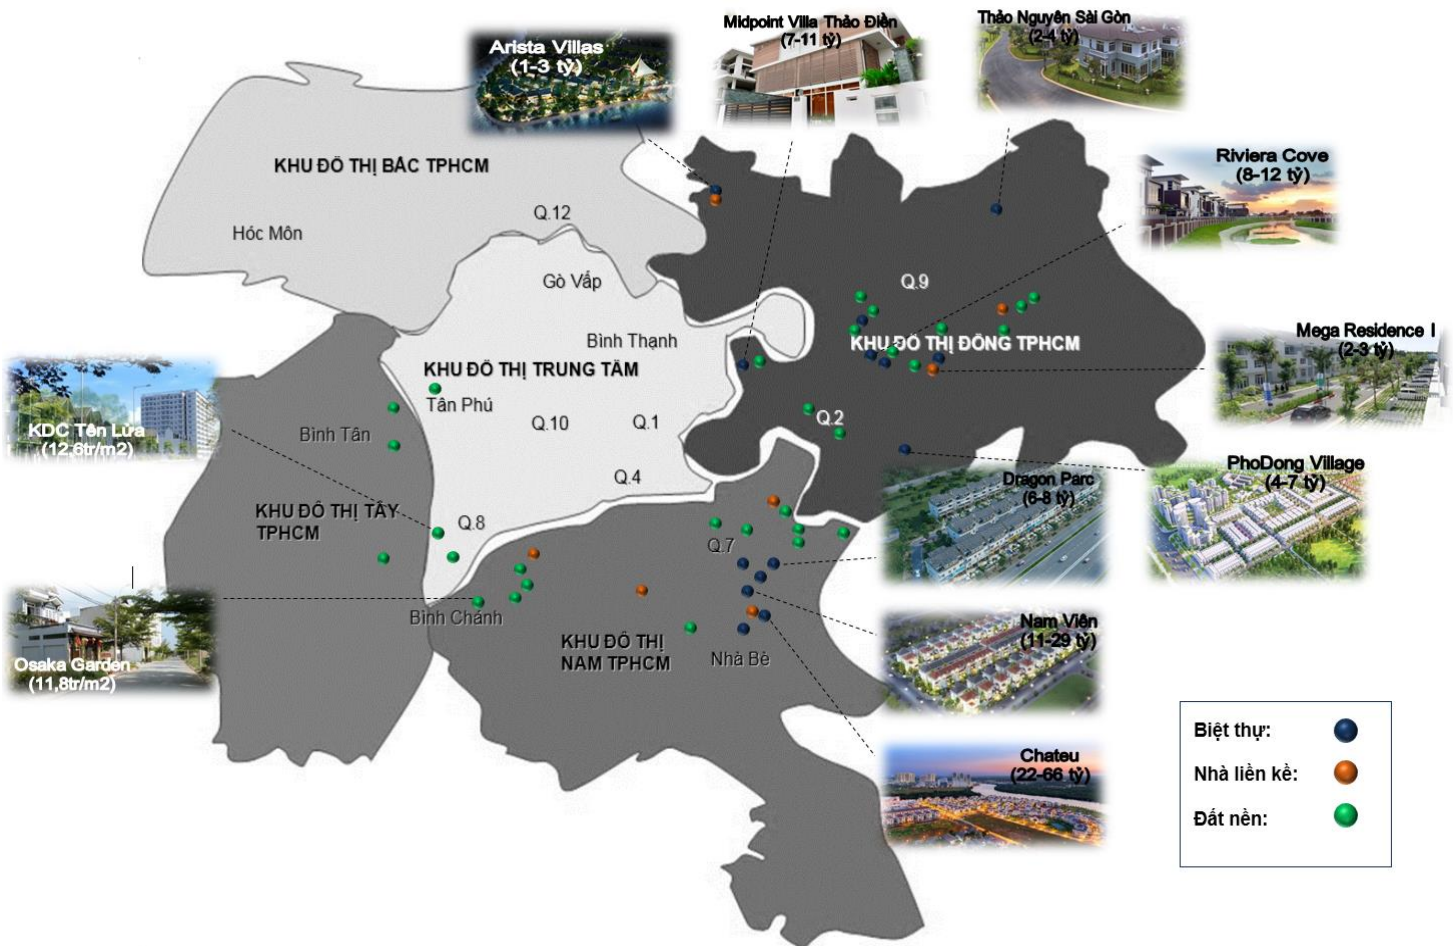 Midpoint Villa Thảo Điền
(7-11 tỷ)
Thảo Nguyên Sài Gòn
(2-4 tỷ)
Arista Villas
(1-3 tỷ)
Riviera Cove
(8-12 tỷ)
KHU ĐÔ THỊ BẮC TPHCM
Q.12
Hóc Môn
Gò Vấp
Q.9
Bình Thạnh
KHU ĐÔ THỊ ĐÔNG TPHCM
Mega Residence I
(2-3 tỷ)
KHU ĐÔ THỊ TRUNG TÂM
Tân Phú
Q.10
Q.1
Q.2
KDC Tên Lửa
(12,6tr/m2)
Bình Tân
Q.4
Dragon Parc
(6-8 tỷ)
PhoDong Village
(4-7 tỷ)
KHU ĐÔ THỊ TÂY
TPHCM
Q.8
Q.7
Bình Chánh
Osaka Garden
(11,8tr/m2)
KHU ĐÔ THỊ
NAM TPHCM
Nhà Bè
Nam Viên
(11-29 tỷ)
Chateu
(22-66 tỷ)
Biệt thự:
Nhà liền kề:
Đất nền: